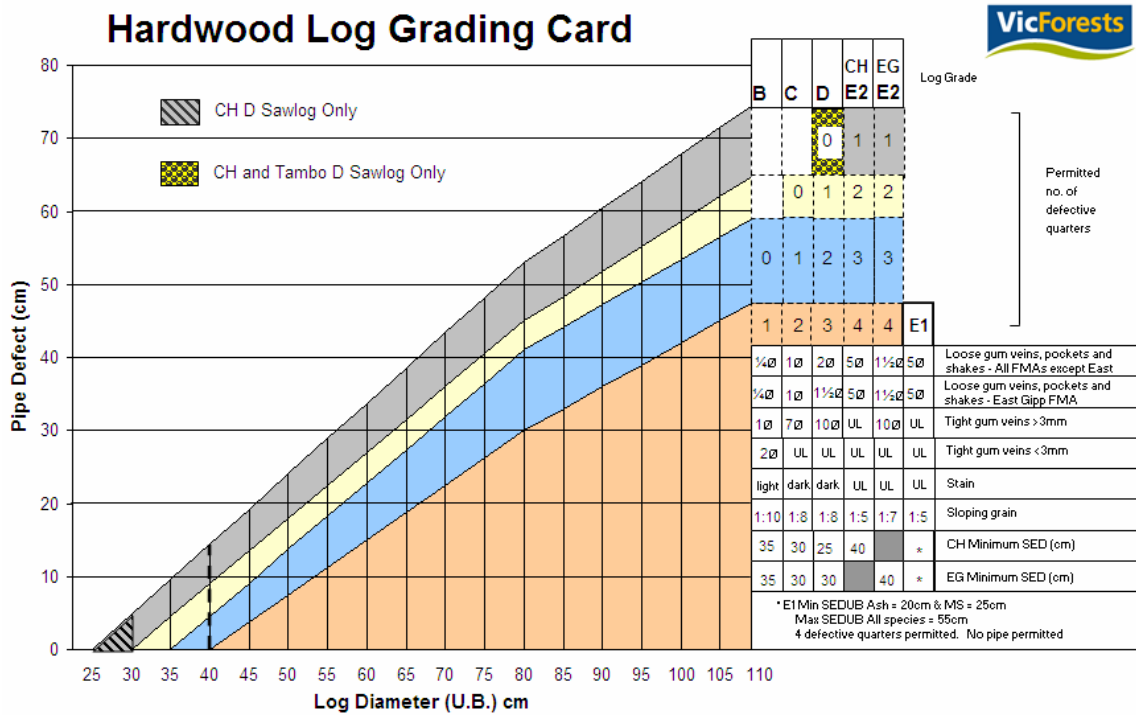 Hardwood Log Grading Card
VicForests
80
70
60
50
40
30
20
10
0
Pipe Defect (cm)
CH D Sawlog Only
CH and Tambo D Sawlog Only
25 30 35 40 45 50 55 60 65 70 75 80 85 90 95 100 105 110
Log Diameter (U.B.) cm
CH EG
B C D E2 E2
Log Grade
0 1 1
0 1 2 2
0 1 2 3 3
1 2 3 4 4 E1
Permitted
no. of
defective
quarters
¼Ø 1Ø 2Ø 5Ø 1½Ø 5Ø Loose gum veins, pockets and
shakes - All FMAs except East
¼Ø 1Ø 1½Ø 5Ø 1½Ø 5Ø Loose gum veins, pockets and
shakes - East Gipp FMA
1Ø 7Ø 10Ø UL 10Ø UL Tight gum veins >3mm
2Ø UL UL UL UL UL Tight gum veins <3mm
light dark dark UL UL UL Stain
1:10 1:8 1:8 1:5 1:7 1:5 Sloping grain
35 30 25 40 * CH Minimum SED (cm)
35 30 30 40 * EG Minimum SED (cm)
* E1 Min SEDUB Ash = 20cm & MS = 25cm
Max SEDUB All species = 55cm
4 defective quarters permitted. No pipe permitted